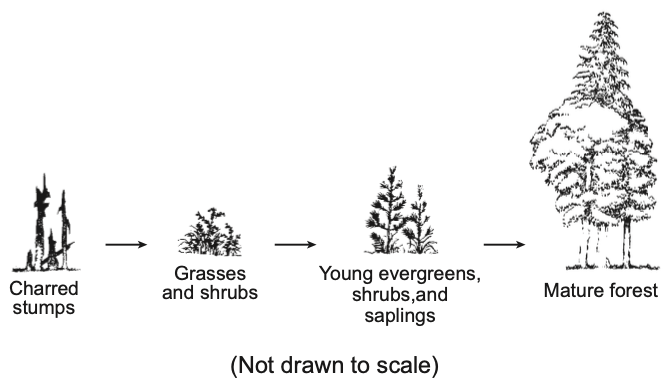 Charred
stumps
Grasses
and shrubs
Young evergreens,
shrubs,and
saplings
Mature forest
(Not drawn to scale)